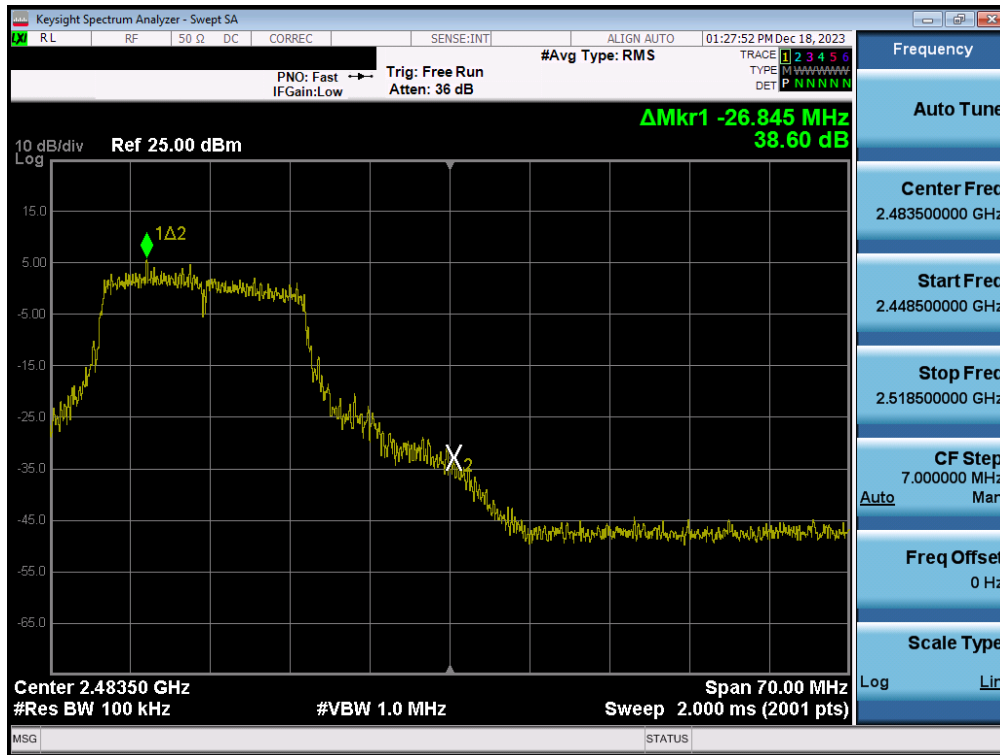 Keysight Spectrum Analyzer - Swept SA
LXI RL RF 50 Ω DC CORREC SENSE:INT ALIGN AUTO 01:27:52 PM Dec 18, 2023
#Avg Type: RMS TRACE 1 2 3 4 5 6
PNO: Fast Trig: Free Run TYPE M WWWWW
IFGain:Low Atten: 36 dB DET P N N N N N
ΔMkr1 -26.845 MHz
38.60 dB
10 dB/div Ref 25.00 dBm
Log
15.0
1Δ2
5.00
-5.00
-15.0
-25.0
-35.0
2
-45.0
-55.0
-65.0
Center 2.48350 GHz Span 70.00 MHz
#Res BW 100 kHz #VBW 1.0 MHz Sweep 2.000 ms (2001 pts)
MSG STATUS
Frequency
Auto Tune
Center Freq
2.483500000 GHz
Start Freq
2.448500000 GHz
Stop Freq
2.518500000 GHz
CF Step
7.000000 MHz
Auto Man
Freq Offset
0 Hz
Scale Type
Log Lin